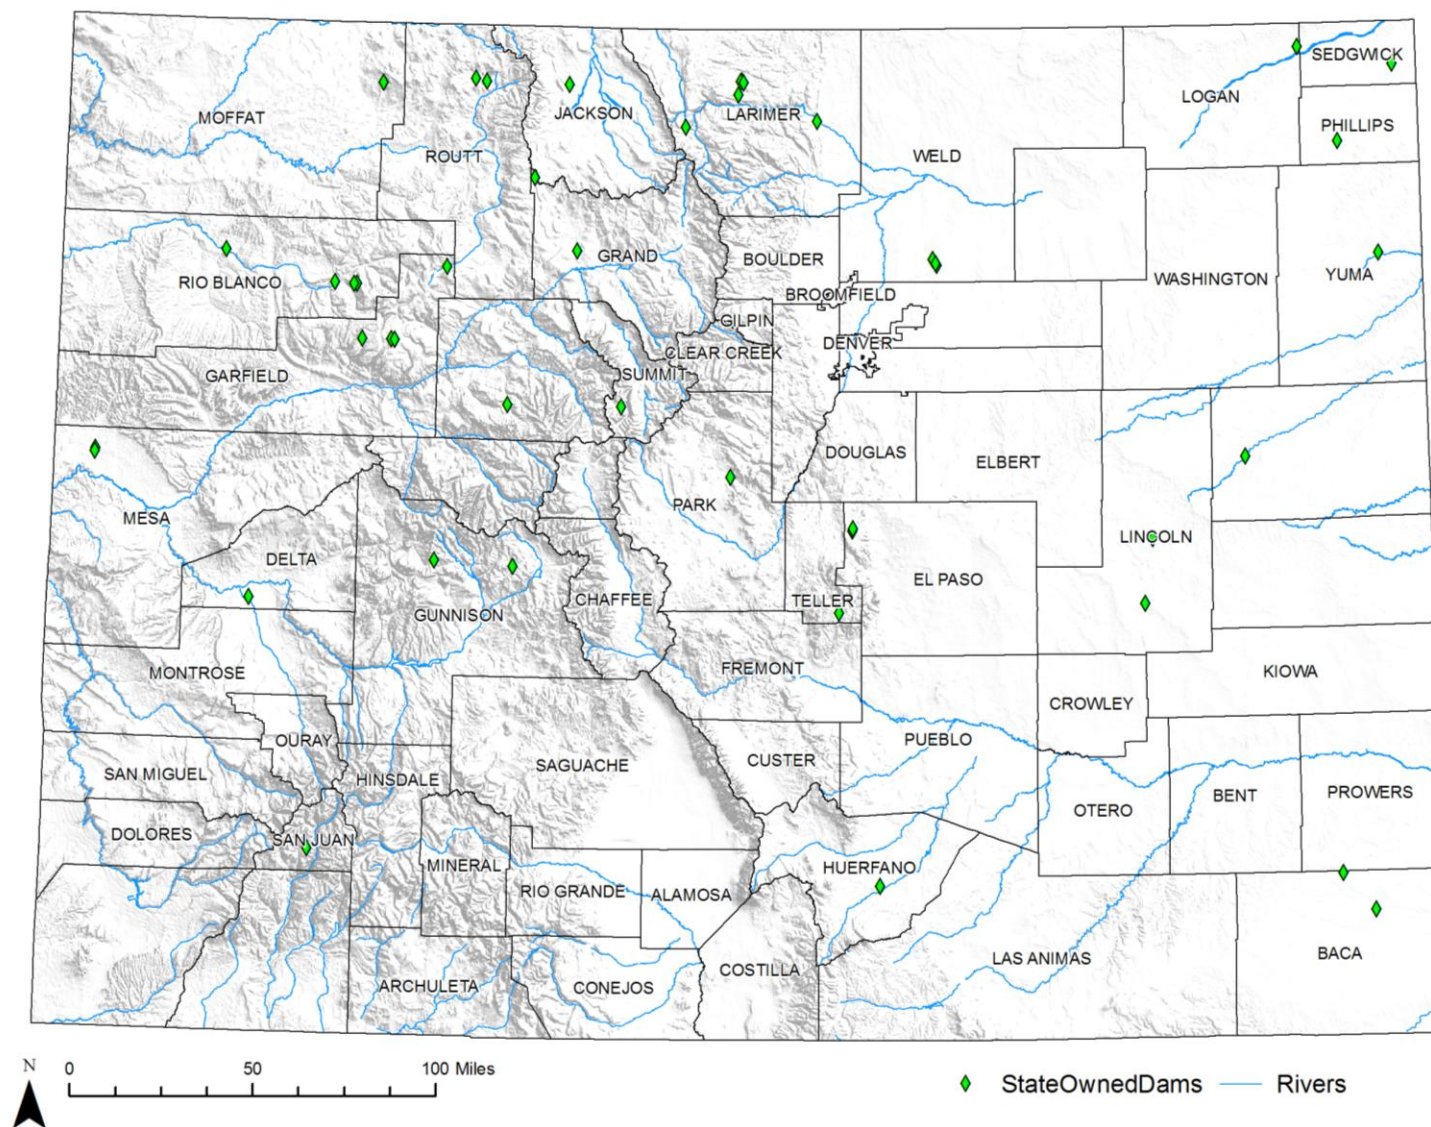 SEDGWICK
LOGAN
MOFFAT
JACKSON
LARIMER
PHILLIPS
ROUTT
WELD
RIO BLANCO
GRAND
BOULDER
WASHINGTON
YUMA
BROOMFIELD
GILPIN
DENVER
CLEAR CREEK
GARFIELD
SUMMIT
DOUGLAS
ELBERT
MESA
PARK
LINCOLN
DELTA
EL PASO
GUNNISON
CHAFFEE
TELLER
MONTROSE
FREMONT
KIOWA
CROWLEY
OURAY
PUEBLO
SAN MIGUEL
HINSDALE
SAGUACHE
CUSTER
OTERO
BENT
PROWERS
DOLORES
SAN JUAN
MINERAL
HUERFANO
RIO GRANDE
ALAMOSA
ARCHULETA
CONEJOS
COSTILLA
LAS ANIMAS
BACA
N
0 50 100 Miles
StateOwnedDams Rivers